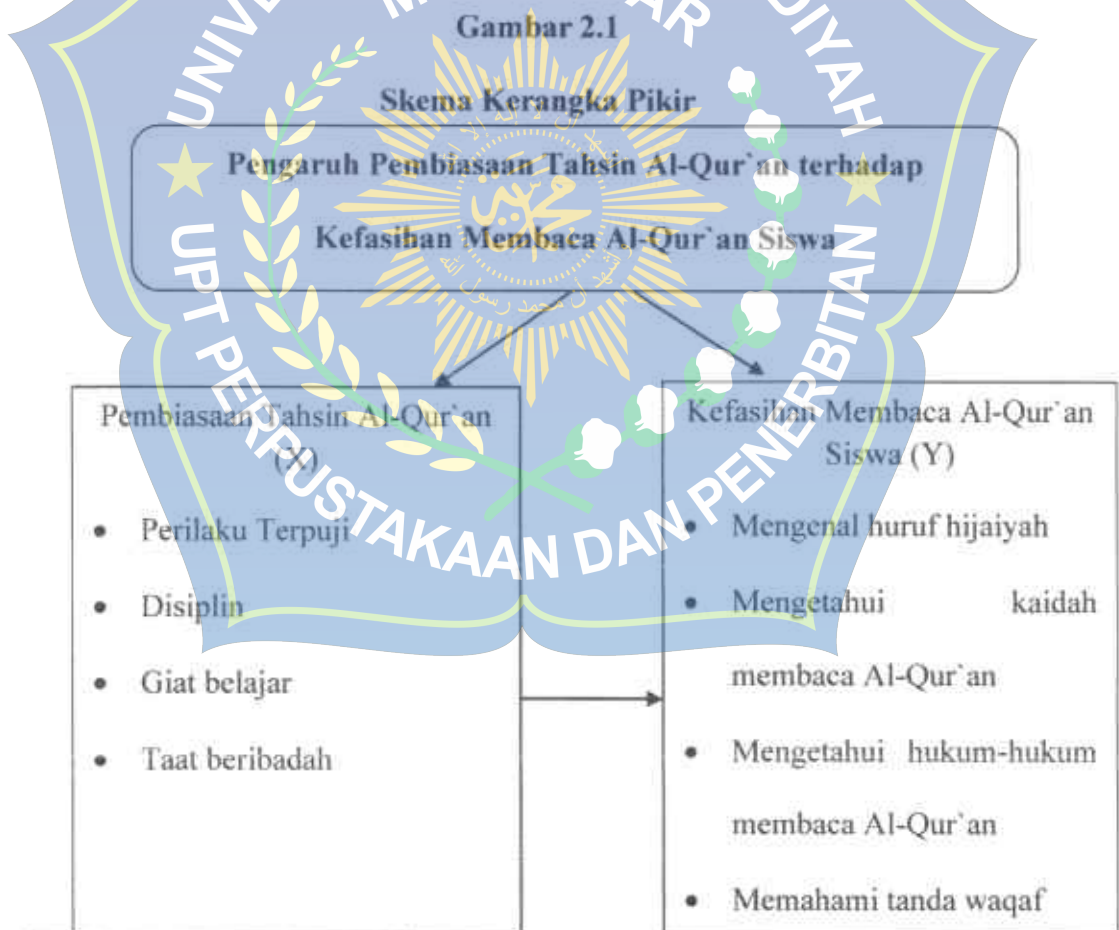 Gambar 2.1
Skema Kerangka Pikir
Pengaruh Pembiasaan Tahsin Al-Qur`an terhadap
Kefasihan Membaca Al-Qur`an Siswa
Pembiasaan Tahsin Al-Qur`an
(X)
• Perilaku Terpuji
• Disiplin
• Giat belajar
• Taat beribadah
Kefasihan Membaca Al-Qur`an
Siswa (Y)
• Mengenal huruf hijaiyah
• Mengetahui kaidah
membaca Al-Qur`an
• Mengetahui hukum-hukum
membaca Al-Qur`an
• Memahami tanda waqaf
UPT PERPUSTAKAAN DAN PENERBITAN
محمد رسول الله